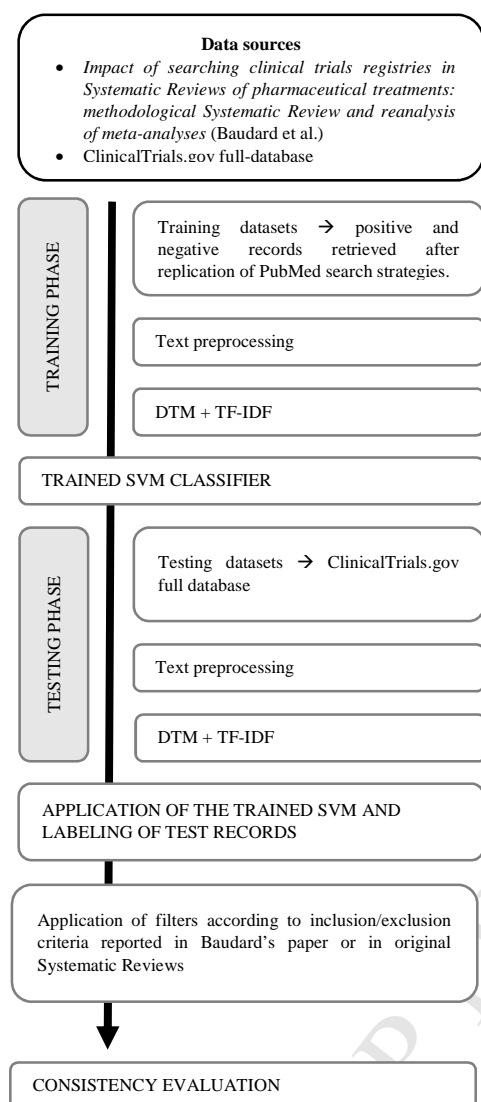 Data sources
• Impact of searching clinical trials registries in
Systematic Reviews of pharmaceutical treatments:
methodological Systematic Review and reanalysis
of meta-analyses (Baudard et al.)
• ClinicalTrials.gov full-database
TRAINING PHASE
Training datasets → positive and
negative records retrieved after
replication of PubMed search strategies.
Text preprocessing
DTM + TF-IDF
TRAINED SVM CLASSIFIER
TESTING PHASE
Testing datasets → ClinicalTrials.gov
full database
Text preprocessing
DTM + TF-IDF
APPLICATION OF THE TRAINED SVM AND
LABELING OF TEST RECORDS
Application of filters according to inclusion/exclusion
criteria reported in Baudard's paper or in original
Systematic Reviews
CONSISTENCY EVALUATION